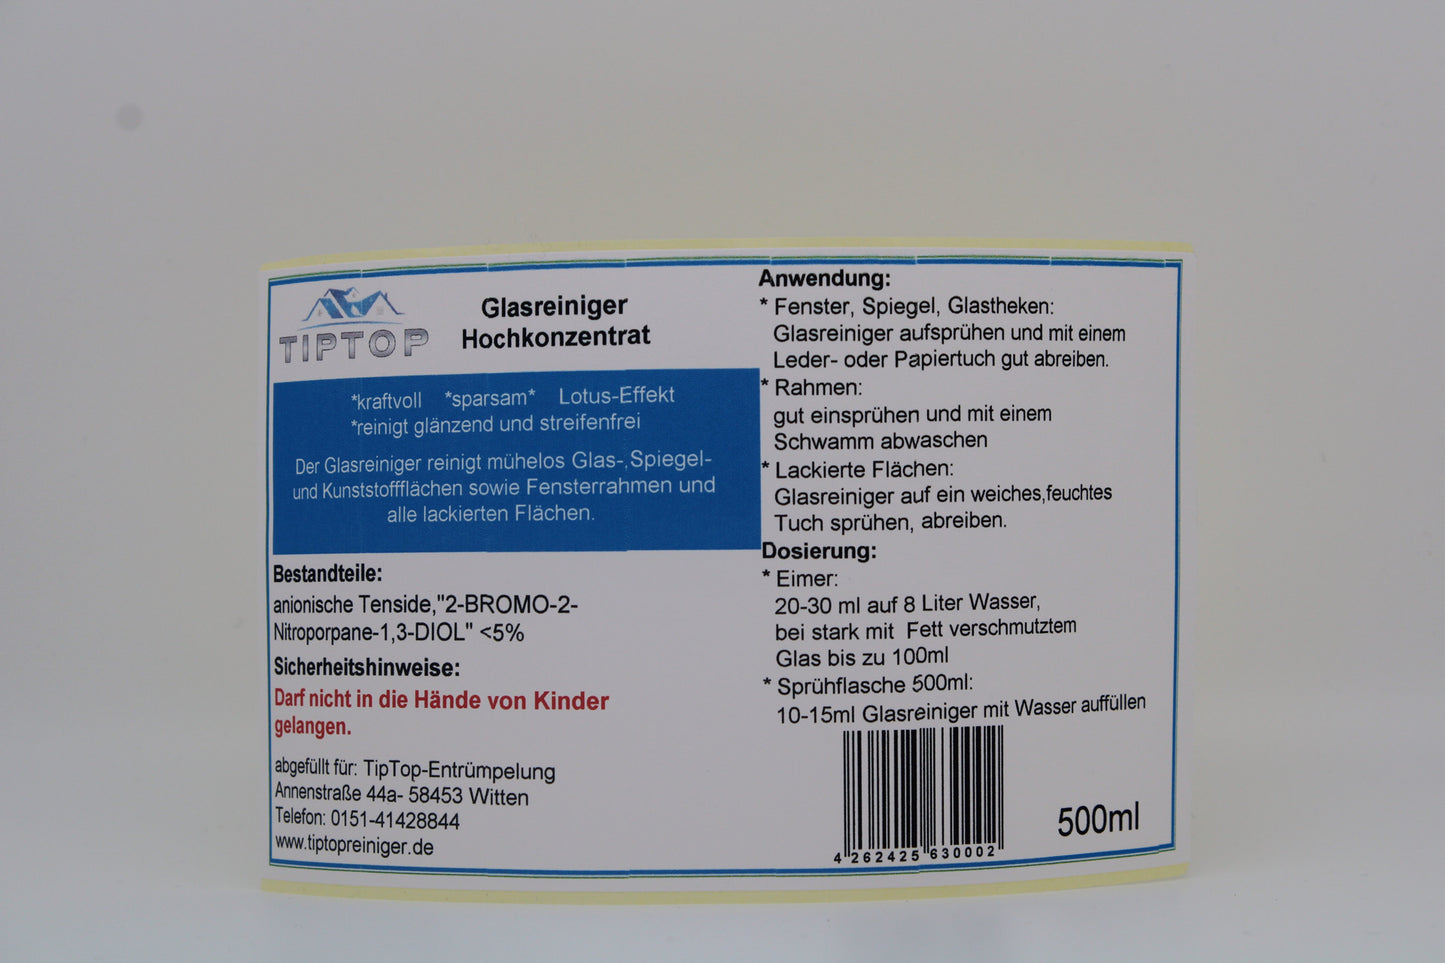 TIPTOP
Glasreiniger
Hochkonzentrat
*kraftvoll *sparsam* Lotus-Effekt
*reinigt glänzend und streifenfrei
Der Glasreiniger reinigt mühelos Glas-,Spiegel-
und Kunststoffflächen sowie Fensterrahmen und
alle lackierten Flächen.
Bestandteile:
anionische Tenside,"2-BROMO-2-
Nitroporpane-1,3-DIOL" <5%
Sicherheitshinweise:
Darf nicht in die Hände von Kinder
gelangen.
abgefüllt für: TipTop-Entrümpelung
Annenstraße 44a- 58453 Witten
Telefon: 0151-41428844
www.tiptopreiniger.de
Anwendung:
* Fenster, Spiegel, Glastheken:
Glasreiniger aufsprühen und mit einem
Leder- oder Papiertuch gut abreiben.
* Rahmen:
gut einsprühen und mit einem
Schwamm abwaschen
* Lackierte Flächen:
Glasreiniger auf ein weiches,feuchtes
Tuch sprühen, abreiben.
Dosierung:
* Eimer:
20-30 ml auf 8 Liter Wasser,
bei stark mit Fett verschmutztem
Glas bis zu 100ml
* Sprühflasche 500ml:
10-15ml Glasreiniger mit Wasser auffüllen
4 262425 630002
500ml